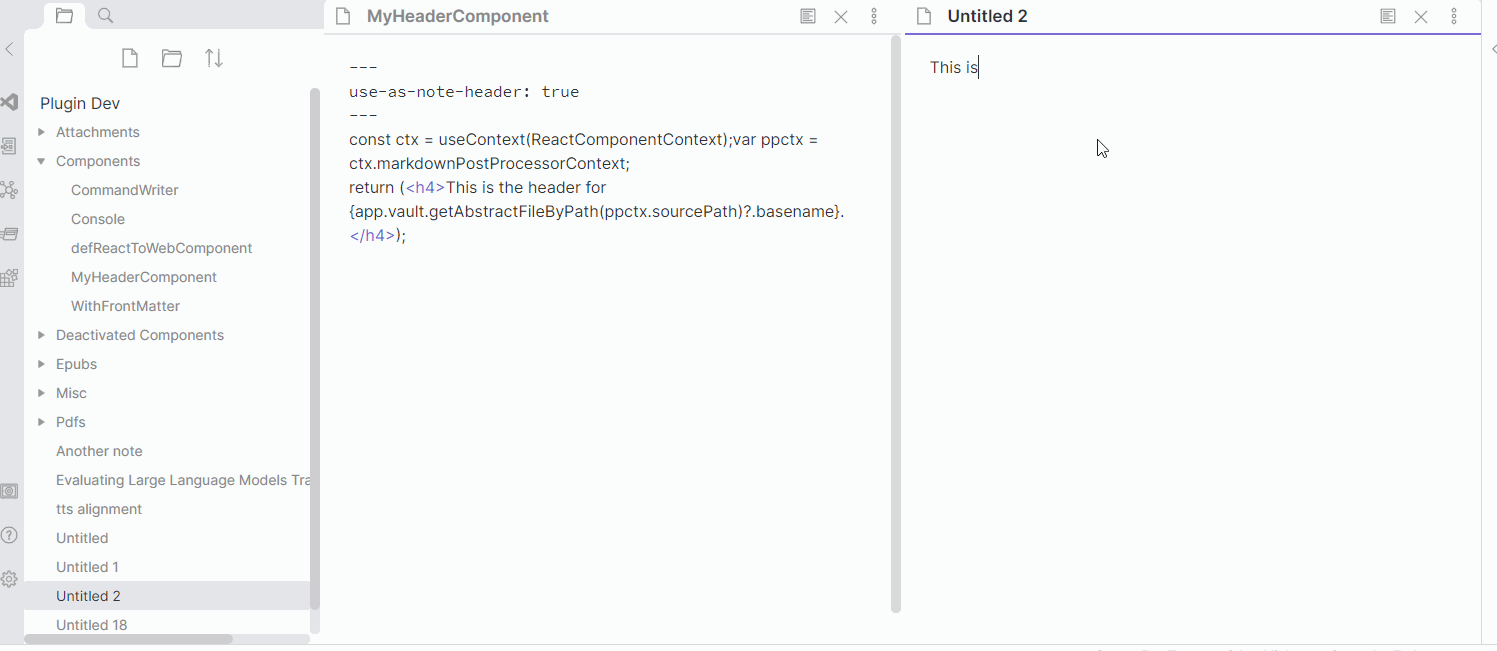 Plugin Dev
Attachments
Components
CommandWriter
Console
defReactToWebComponent
MyHeaderComponent
WithFrontMatter
Deactivated Components
Epubs
Misc
Pdfs
Another note
Evaluating Large Language Models
tts alignment
Untitled
Untitled 1
Untitled 2
Untitled 18
MyHeaderComponent
---
use-as-note-header: true
---
const ctx = useContext(ReactComponentContext);var ppctx =
ctx.markdownPostProcessorContext;
return (<h4>This is the header for
{app.vault.getAbstractFileByPath(ppctx.sourcePath)?.basename}.
</h4>);
Untitled 2
This is